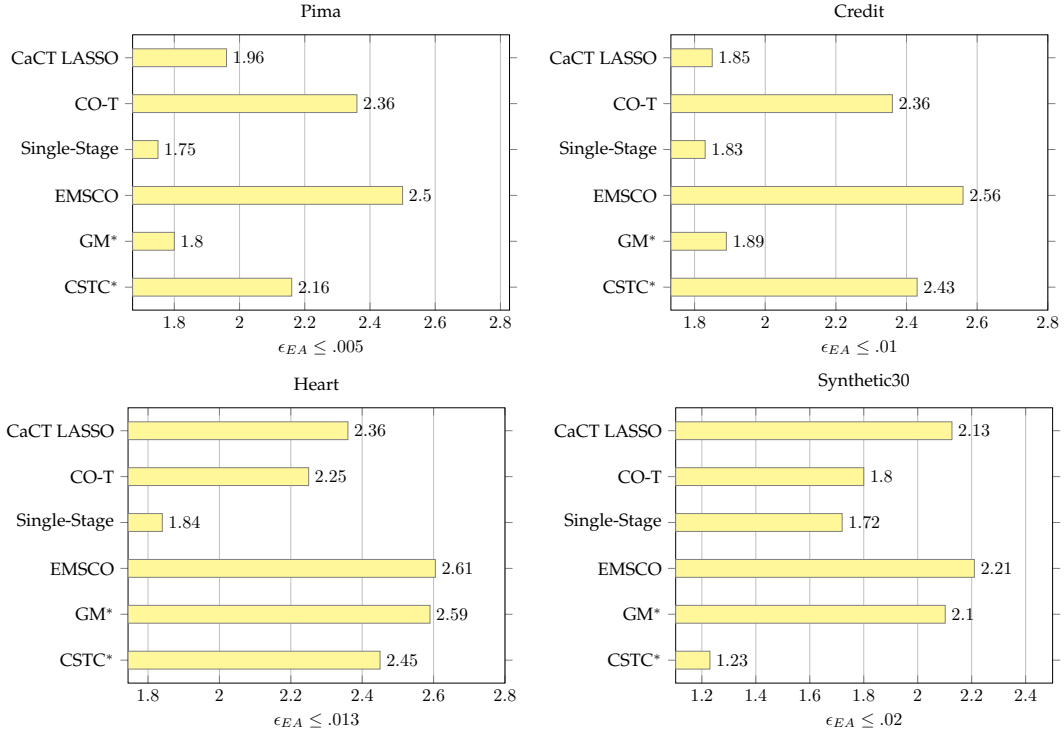 Pima
CaCT LASSO 1.96
CO-T 2.36
Single-Stage 1.75
EMSCO 2.5
GM* 1.8
CSTC* 2.16
1.8 2 2.2 2.4 2.6 2.8
ϵEA ≤ .005
Credit
CaCT LASSO 1.85
CO-T 2.36
Single-Stage 1.83
EMSCO 2.56
GM* 1.89
CSTC* 2.43
1.8 2 2.2 2.4 2.6 2.8
ϵEA ≤ .01
Heart
CaCT LASSO 2.36
CO-T 2.25
Single-Stage 1.84
EMSCO 2.61
GM* 2.59
CSTC* 2.45
1.8 2 2.2 2.4 2.6 2.8
ϵEA ≤ .013
Synthetic30
CaCT LASSO 2.13
CO-T 1.8
Single-Stage 1.72
EMSCO 2.21
GM* 2.1
CSTC* 1.23
1.2 1.4 1.6 1.8 2 2.2 2.4
ϵEA ≤ .02